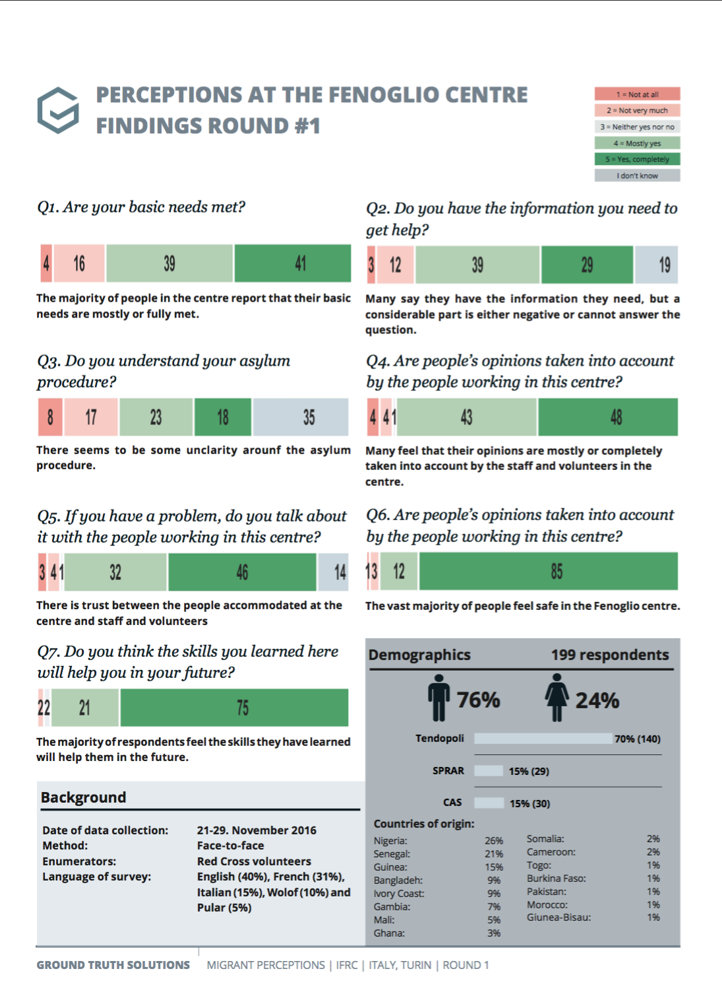 PERCEPTIONS AT THE FENOGLIO CENTRE
FINDINGS ROUND #1
1 = Not at all
2 = Not very much
3 = Neither yes nor no
4 = Mostly yes
5 = Yes, completely
I don't know
Q1. Are your basic needs met?
4 16 39 41
The majority of people in the centre report that their basic
needs are mostly or fully met.
Q2. Do you have the information you need to
get help?
3 12 39 29 19
Many say they have the information they need, but a
considerable part is either negative or cannot answer the
question.
Q3. Do you understand your asylum
procedure?
8 17 23 18 35
There seems to be some unclarity arounf the asylum
procedure.
Q4. Are people's opinions taken into account
by the people working in this centre?
4 4 1 43 48
Many feel that their opinions are mostly or completely
taken into account by the staff and volunteers in the
centre.
Q5. If you have a problem, do you talk about
it with the people working in this centre?
3 4 1 32 46 14
There is trust between the people accommodated at the
centre and staff and volunteers
Q6. Are people's opinions taken into account
by the people working in this centre?
1 3 12 85
The vast majority of people feel safe in the Fenoglio centre.
Q7. Do you think the skills you learned here
will help you in your future?
2 2 21 75
The majority of respondents feel the skills they have learned
will help them in the future.
Background
Date of data collection: 21-29. November 2016
Method: Face-to-face
Enumerators: Red Cross volunteers
Language of survey: English (40%), French (31%),
Italian (15%), Wolof (10%) and
Pular (5%)
Demographics 199 respondents
76% 24%
Tendopoli 70% (140)
SPRAR 15% (29)
CAS 15% (30)
Countries of origin:
Nigeria: 26%
Senegal: 21%
Guinea: 15%
Bangladeh: 9%
Ivory Coast: 9%
Gambia: 7%
Mali: 5%
Ghana: 3%
Somalia: 2%
Cameroon: 2%
Togo: 1%
Burkina Faso: 1%
Pakistan: 1%
Morocco: 1%
Giunea-Bisau: 1%
GROUND TRUTH SOLUTIONS MIGRANT PERCEPTIONS | IFRC | ITALY, TURIN | ROUND 1